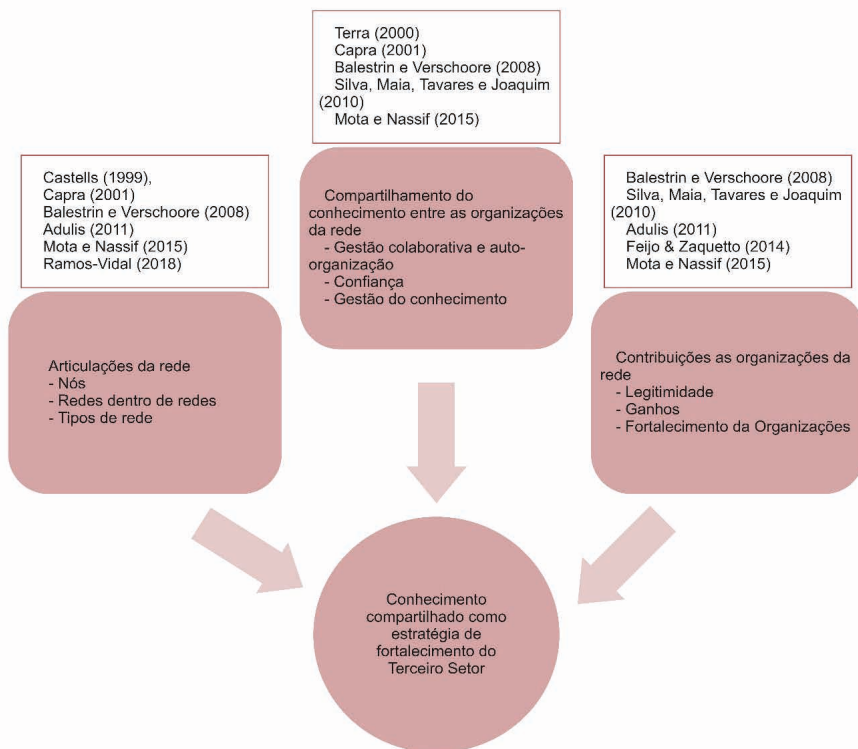 Terra (2000)
Capra (2001)
Balestrin e Verschoore (2008)
Silva, Maia, Tavares e Joaquim
(2010)
Mota e Nassif (2015)
Castells (1999),
Capra (2001)
Balestrin e Verschoore (2008)
Adulis (2011)
Mota e Nassif (2015)
Ramos-Vidal (2018)
Balestrin e Verschoore (2008)
Silva, Maia, Tavares e Joaquim
(2010)
Adulis (2011)
Feijo & Zaquetto (2014)
Mota e Nassif (2015)
Compartilhamento do
conhecimento entre as organizações
da rede
- Gestão colaborativa e auto-
organização
- Confiança
- Gestão do conhecimento
Articulações da rede
- Nós
- Redes dentro de redes
- Tipos de rede
Contribuições as organizações da
rede
- Legitimidade
- Ganhos
- Fortalecimento da Organizações
Conhecimento
compartilhado como
estratégia de
fortalecimento do
Terceiro Setor